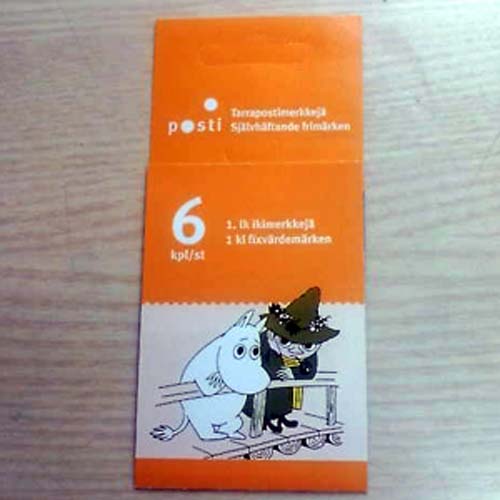 posti
Tarrapostimerkkejä
Självhäftande frimärken
6
kpl/st
1. lk ikimerkkejä
1 kl fixvärdemärken